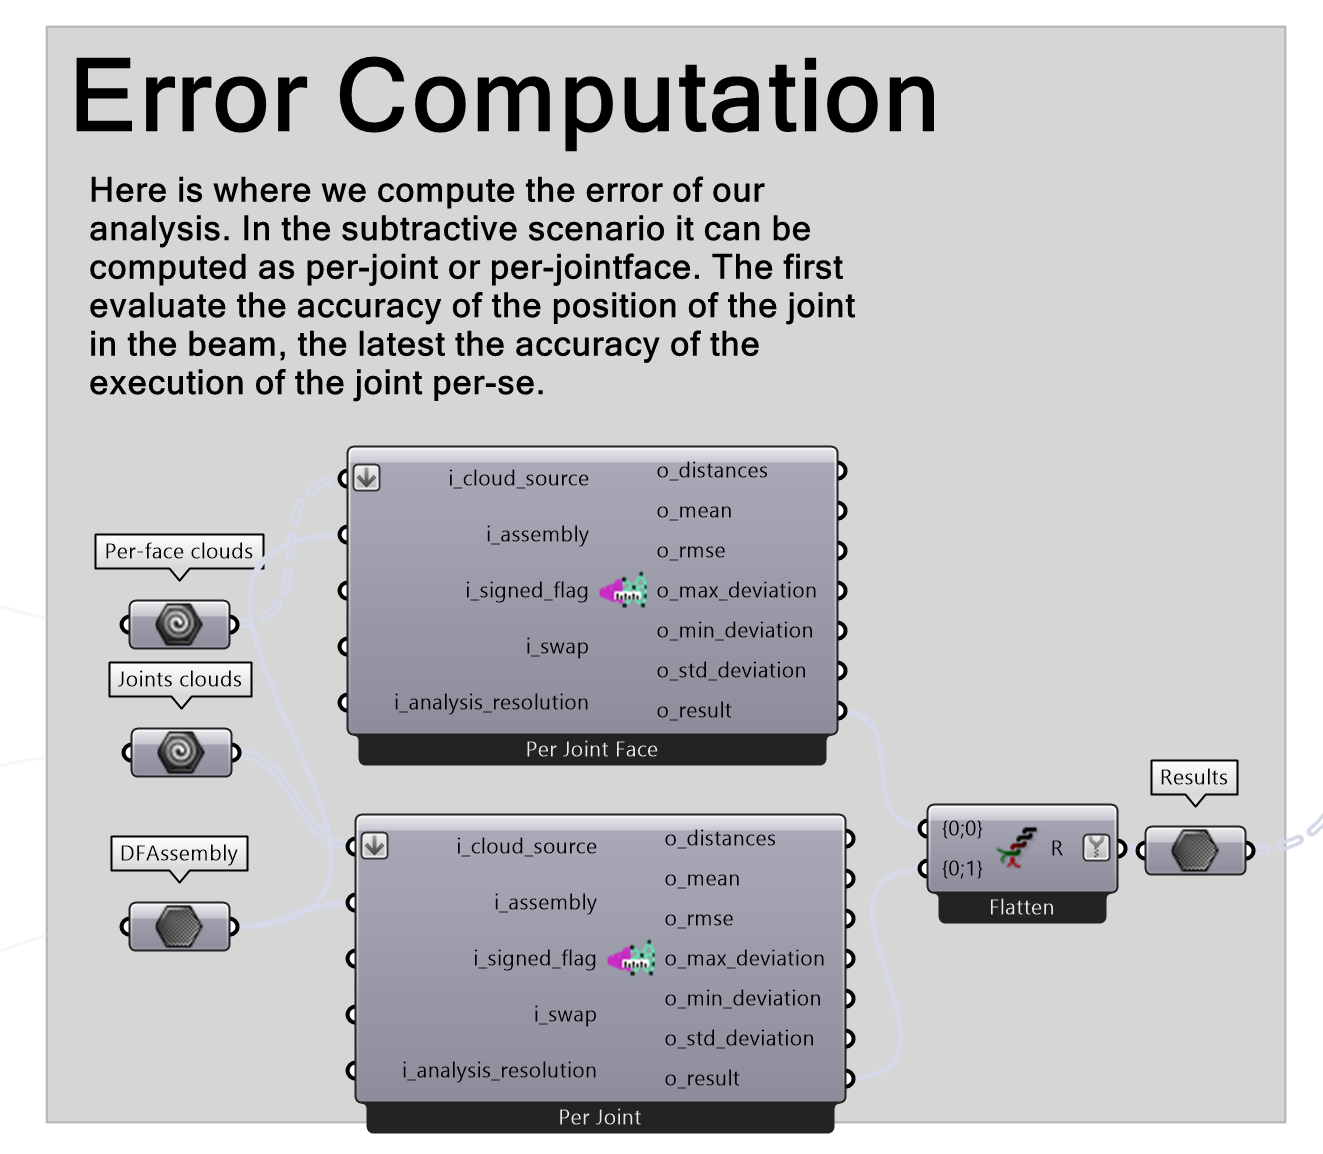 Error Computation
Here is where we compute the error of our
analysis. In the subtractive scenario it can be
computed as per-joint or per-jointface. The first
evaluate the accuracy of the position of the joint
in the beam, the latest the accuracy of the
execution of the joint per-se.
Per-face clouds
Joints clouds
DFAssembly
i_cloud_source
i_assembly
i_signed_flag
i_swap
i_analysis_resolution
o_distances
o_mean
o_rmse
o_max_deviation
o_min_deviation
o_std_deviation
o_result
Per Joint Face
i_cloud_source
i_assembly
i_signed_flag
i_swap
i_analysis_resolution
o_distances
o_mean
o_rmse
o_max_deviation
o_min_deviation
o_std_deviation
o_result
Per Joint
{0;0}
{0;1}
R
Flatten
Results